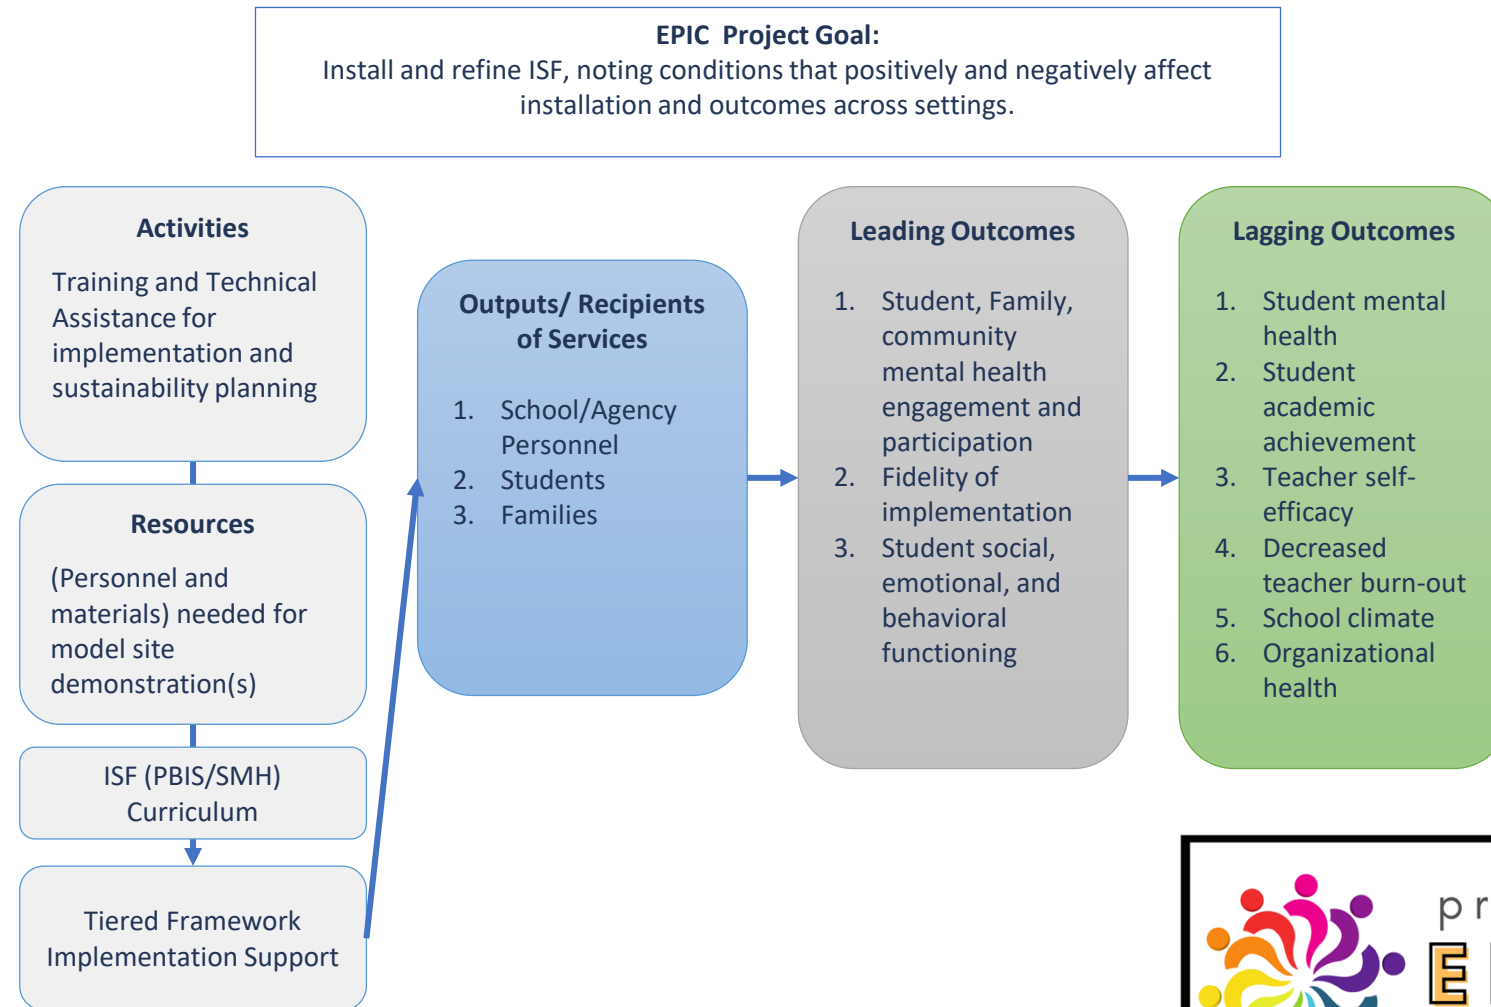 EPIC Project Goal:
Install and refine ISF, noting conditions that positively and negatively affect
installation and outcomes across settings.
Activities
Training and Technical
Assistance for
implementation and
sustainability planning
Resources
(Personnel and
materials) needed for
model site
demonstration(s)
ISF (PBIS/SMH)
Curriculum
Tiered Framework
Implementation Support
Outputs/ Recipients
of Services
1. School/Agency
Personnel
2. Students
3. Families
Leading Outcomes
1. Student, Family,
community
mental health
engagement and
participation
2. Fidelity of
implementation
3. Student social,
emotional, and
behavioral
functioning
Lagging Outcomes
1. Student mental
health
2. Student
academic
achievement
3. Teacher self-
efficacy
4. Decreased
teacher burn-out
5. School climate
6. Organizational
health
pr
E